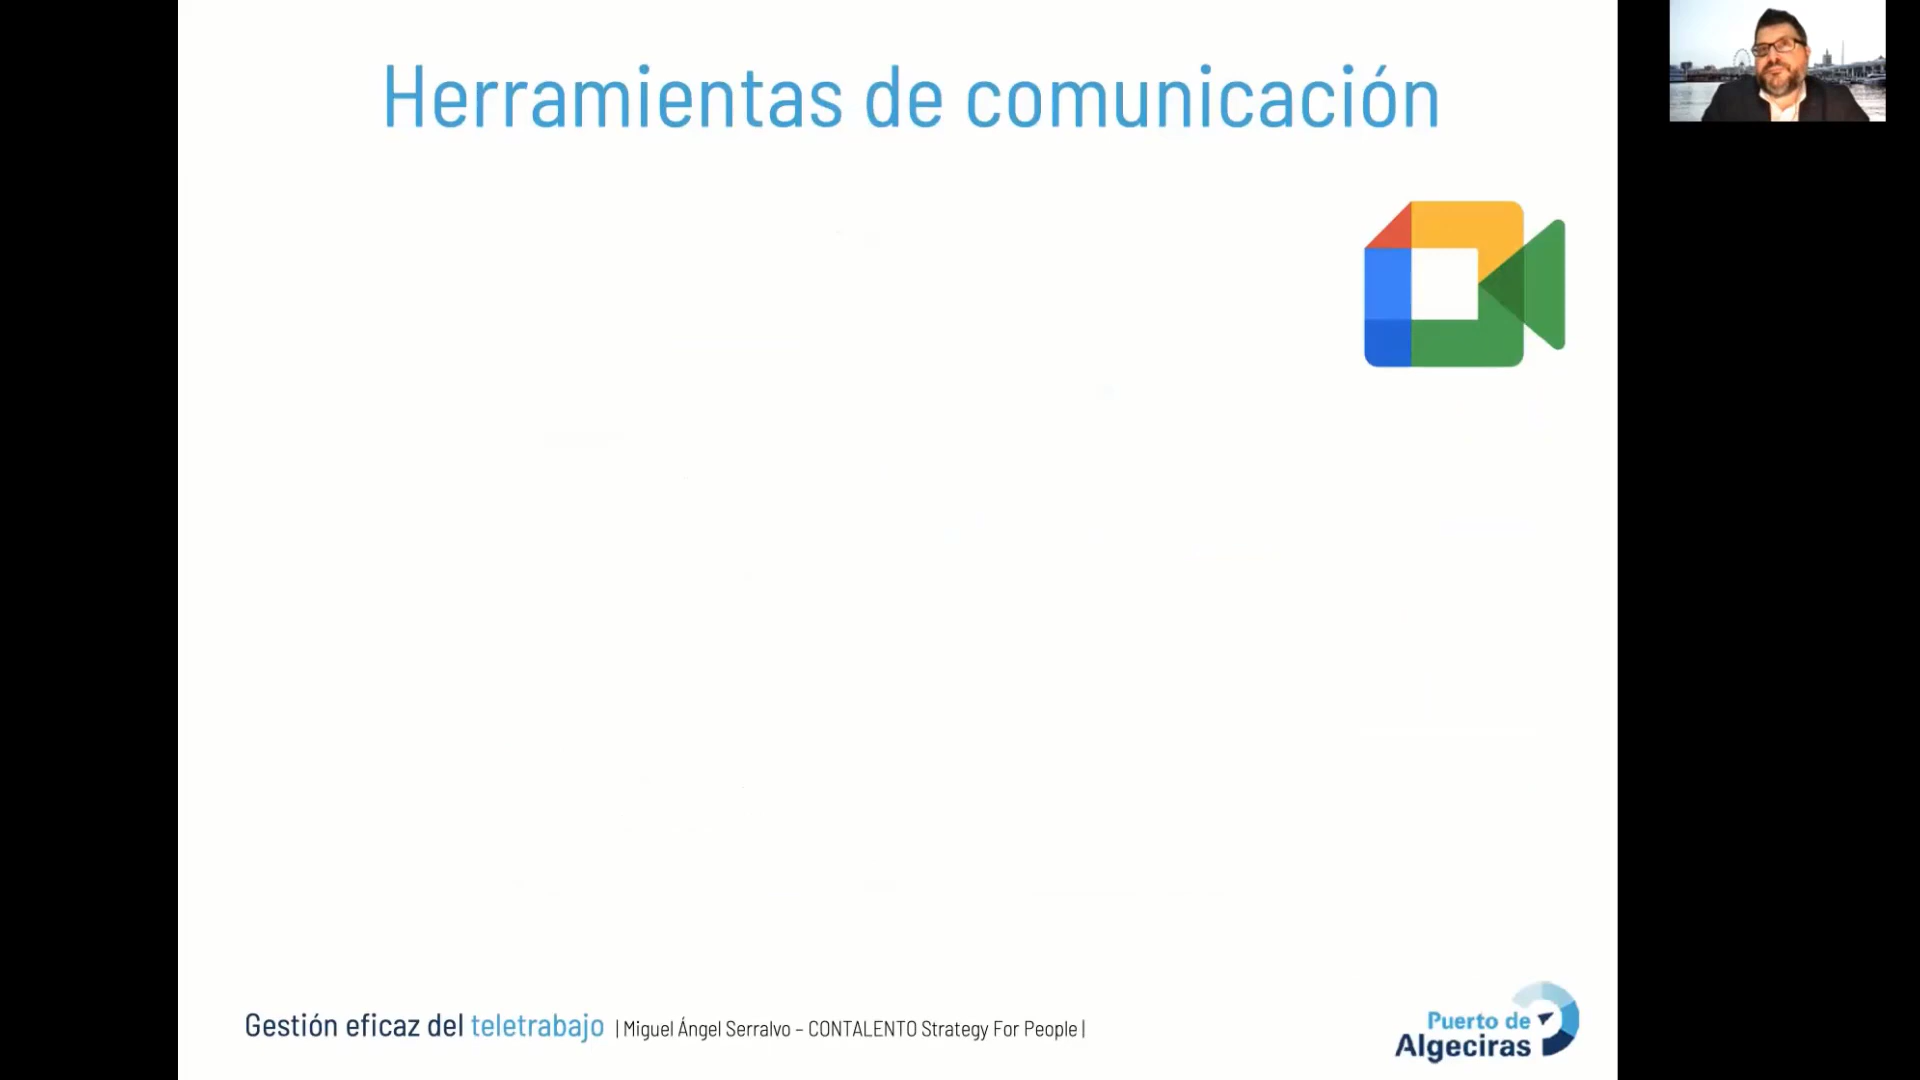 Herramientas de comunicación
Gestión eficaz del teletrabajo | Miguel Ángel Serralvo – CONTALENTO Strategy For People |
Puerto de
Algeciras